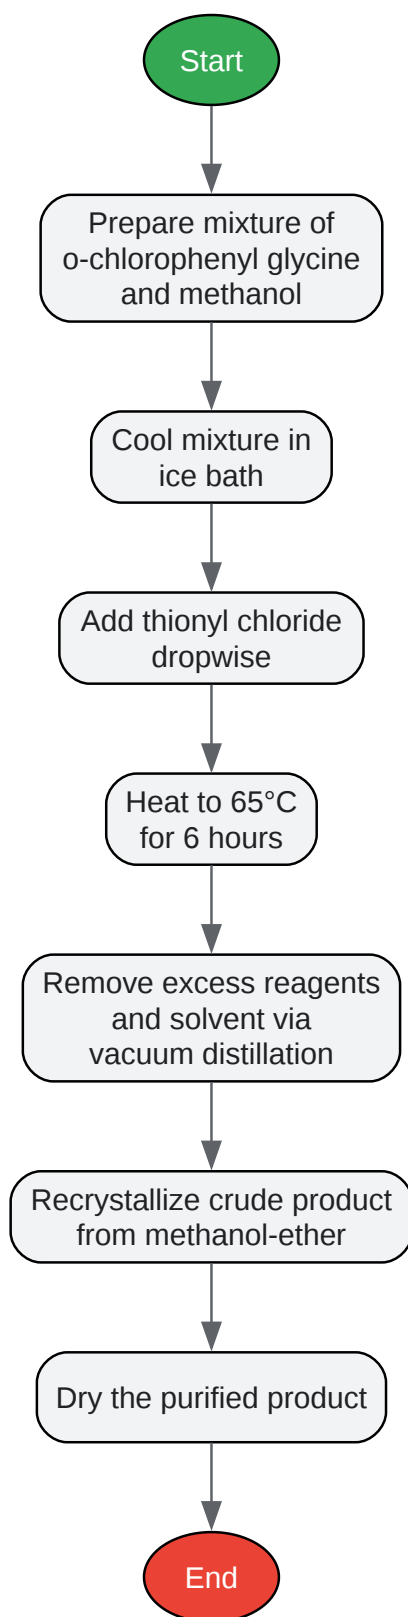 Start
Prepare mixture of
o-chlorophenyl glycine
and methanol
Cool mixture in
ice bath
Add thionyl chloride
dropwise
Heat to 65°C
for 6 hours
Remove excess reagents
and solvent via
vacuum distillation
Recrystallize crude product
from methanol-ether
Dry the purified product
End